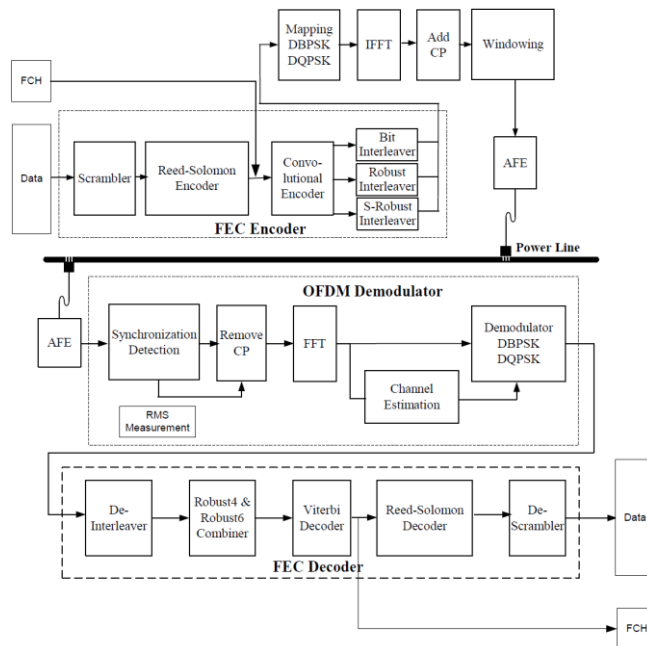 Mapping
DBPSK
DQPSK
IFFT
Add
CP
Windowing
FCH
Data
Scrambler
Reed-Solomon
Encoder
Convo-
lutional
Encoder
Bit
Interleaver
Robust
Interleaver
S-Robust
Interleaver
AFE
FEC Encoder
Power Line
OFDM Demodulator
AFE
Synchronization
Detection
Remove
CP
FFT
Demodulator
DBPSK
DQPSK
Channel
Estimation
RMS
Measurement
De-
Interleaver
Robust4 &
Robust6
Combiner
Viterbi
Decoder
Reed-Solomon
Decoder
De-
Scrambler
Data
FEC Decoder
FCH